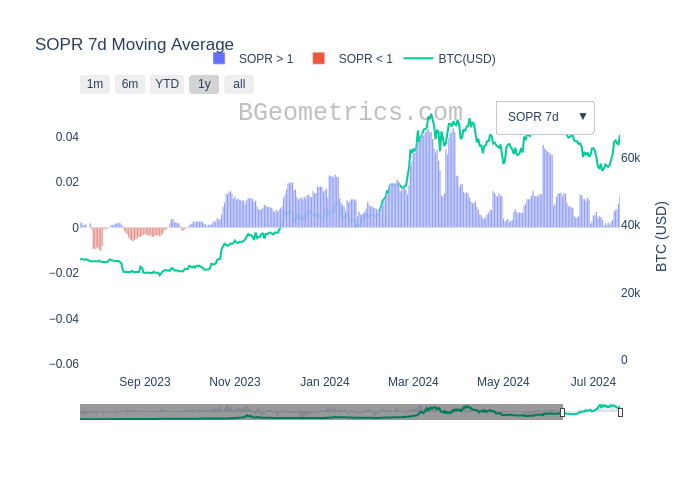 SOPR 7d Moving Average
SOPR > 1 SOPR < 1 BTC(USD)
1m 6m YTD 1y all
BGeometrics.com
SOPR 7d ▼
0.04
0.02
0
−0.02
−0.04
−0.06
60k
40k
20k
0
BTC (USD)
Sep 2023 Nov 2023 Jan 2024 Mar 2024 May 2024 Jul 2024